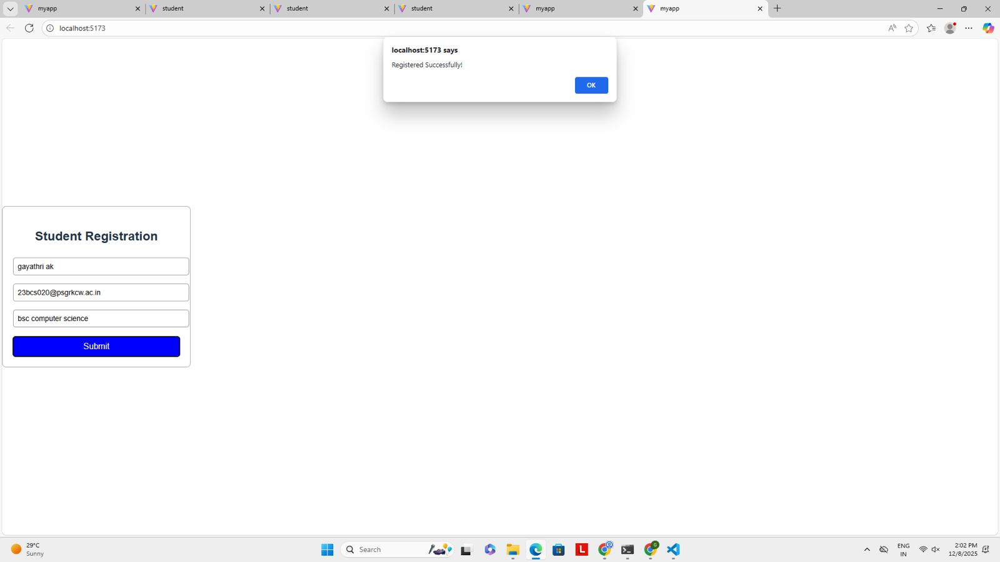 myapp
student
student
student
myapp
myapp
localhost:5173
localhost:5173 says
Registered Successfully!
OK
Student Registration
gayathri ak
23bcs020@psgrkcw.ac.in
bsc computer science
Submit
29°C
Sunny
Search
L
G
ENG
IN
2:02 PM
12/8/2025